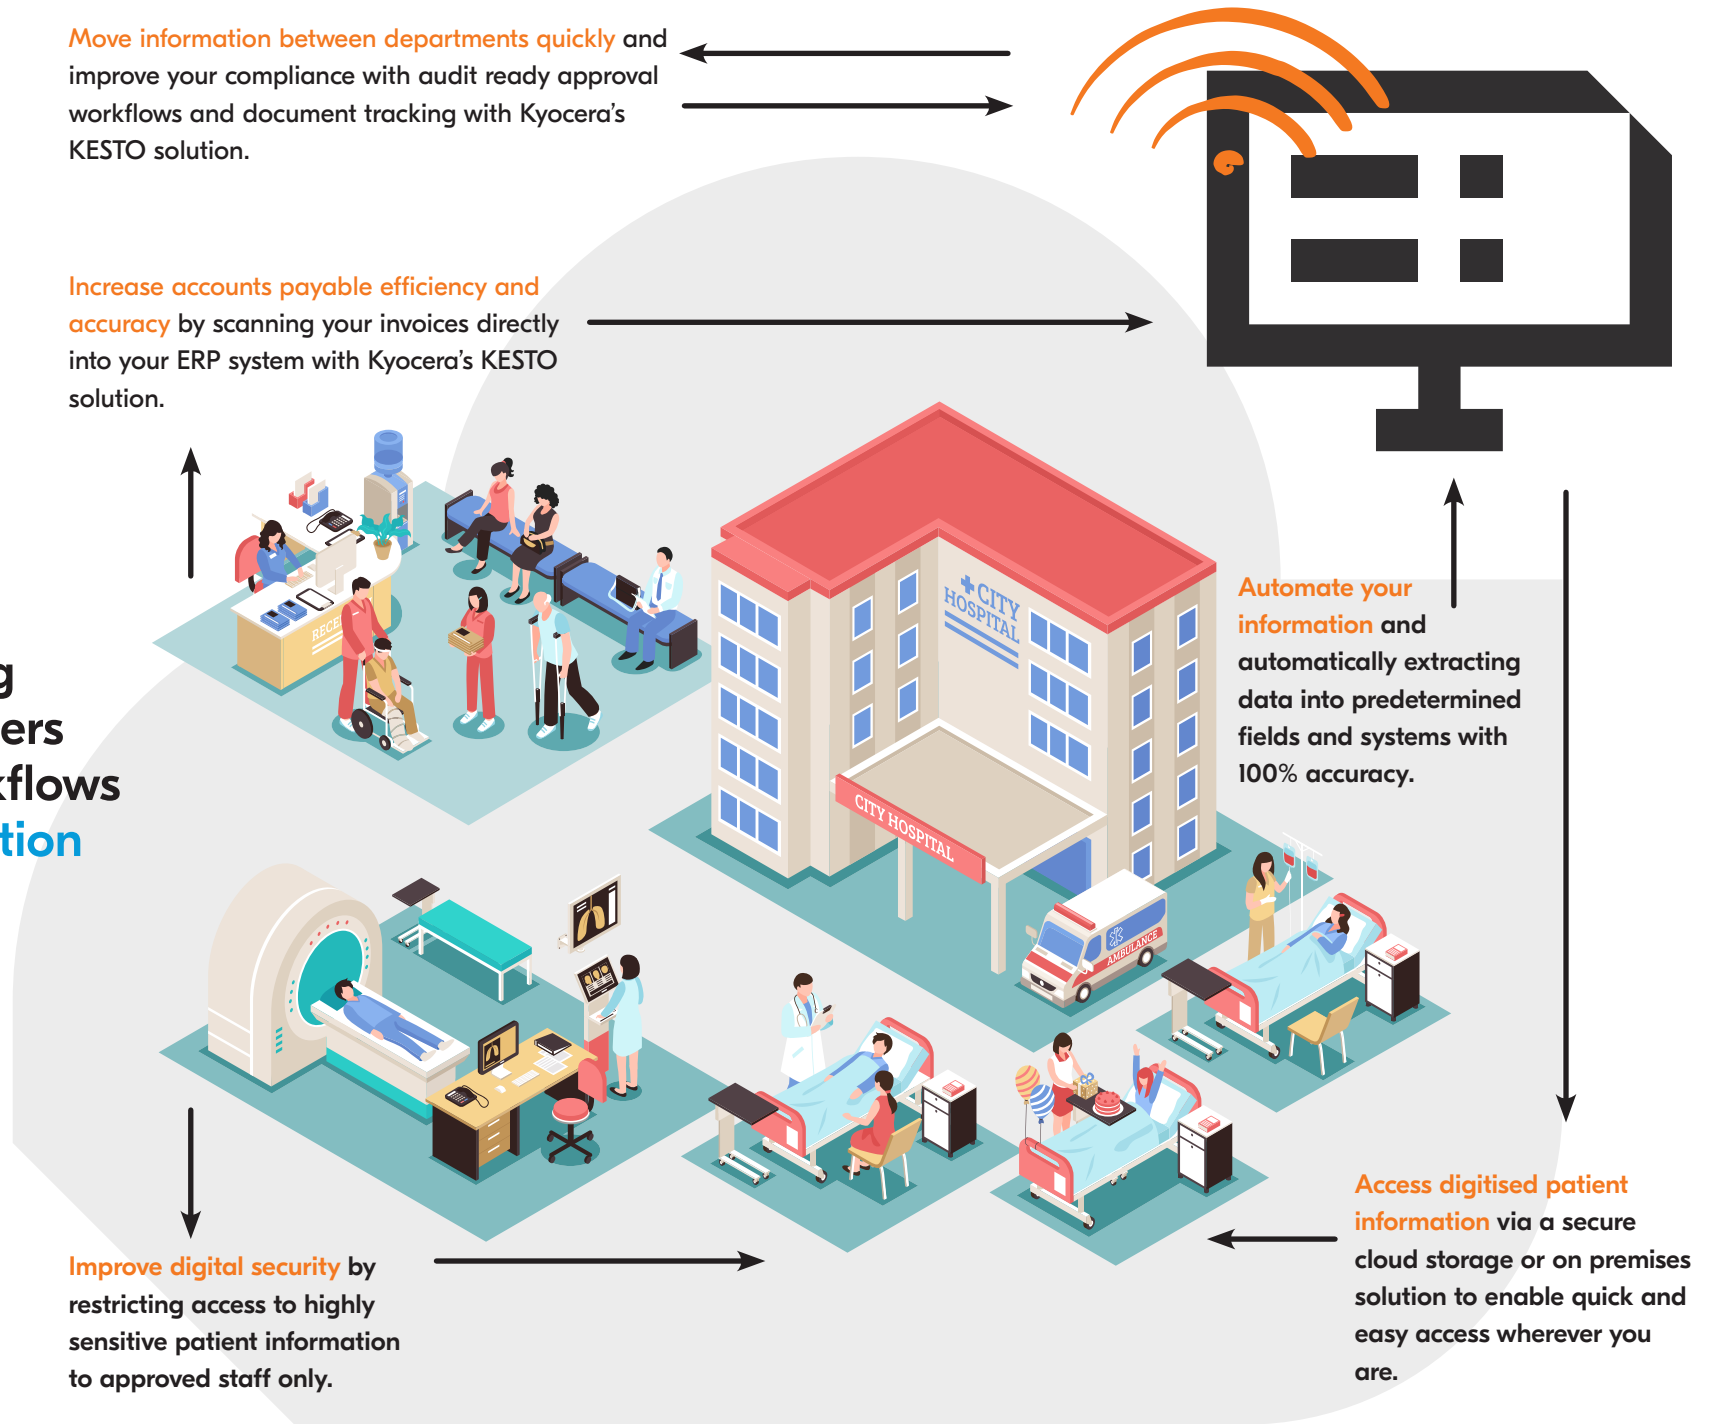 Move information between departments quickly and
improve your compliance with audit ready approval
workflows and document tracking with Kyocera's
KESTO solution.
Increase accounts payable efficiency and
accuracy by scanning your invoices directly
into your ERP system with Kyocera's KESTO
solution.
CITY
HOSPITAL
Automate your
information and
automatically extracting
data into predetermined
fields and systems with
100% accuracy.
CITY HOSPITAL
AMBULANCE
Access digitised patient
information via a secure
cloud storage or on premises
solution to enable quick and
easy access wherever you
are.
Improve digital security by
restricting access to highly
sensitive patient information
to approved staff only.